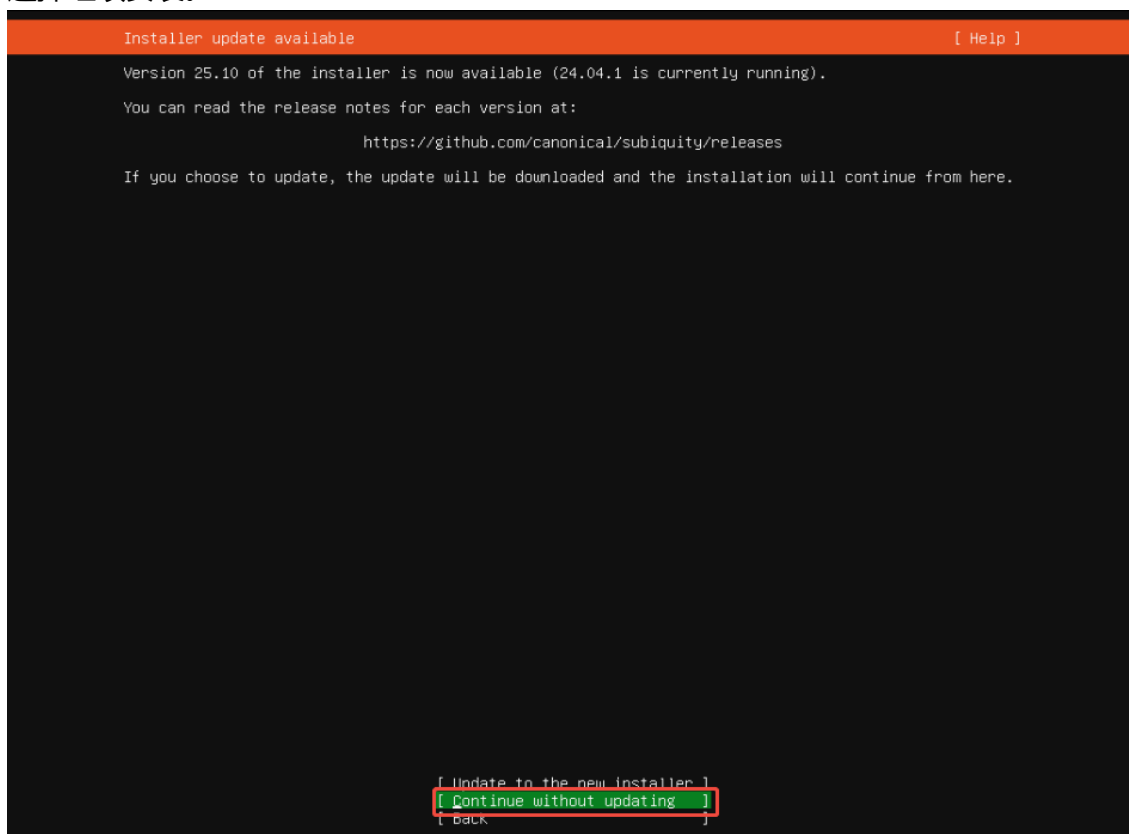 Installer update available [ Help ]
Version 25.10 of the installer is now available (24.04.1 is currently running).
You can read the release notes for each version at:
https://github.com/canonical/subiquity/releases
If you choose to update, the update will be downloaded and the installation will continue from here.
[ Update to the new installer ]
[ Continue without updating ]
[ Back ]